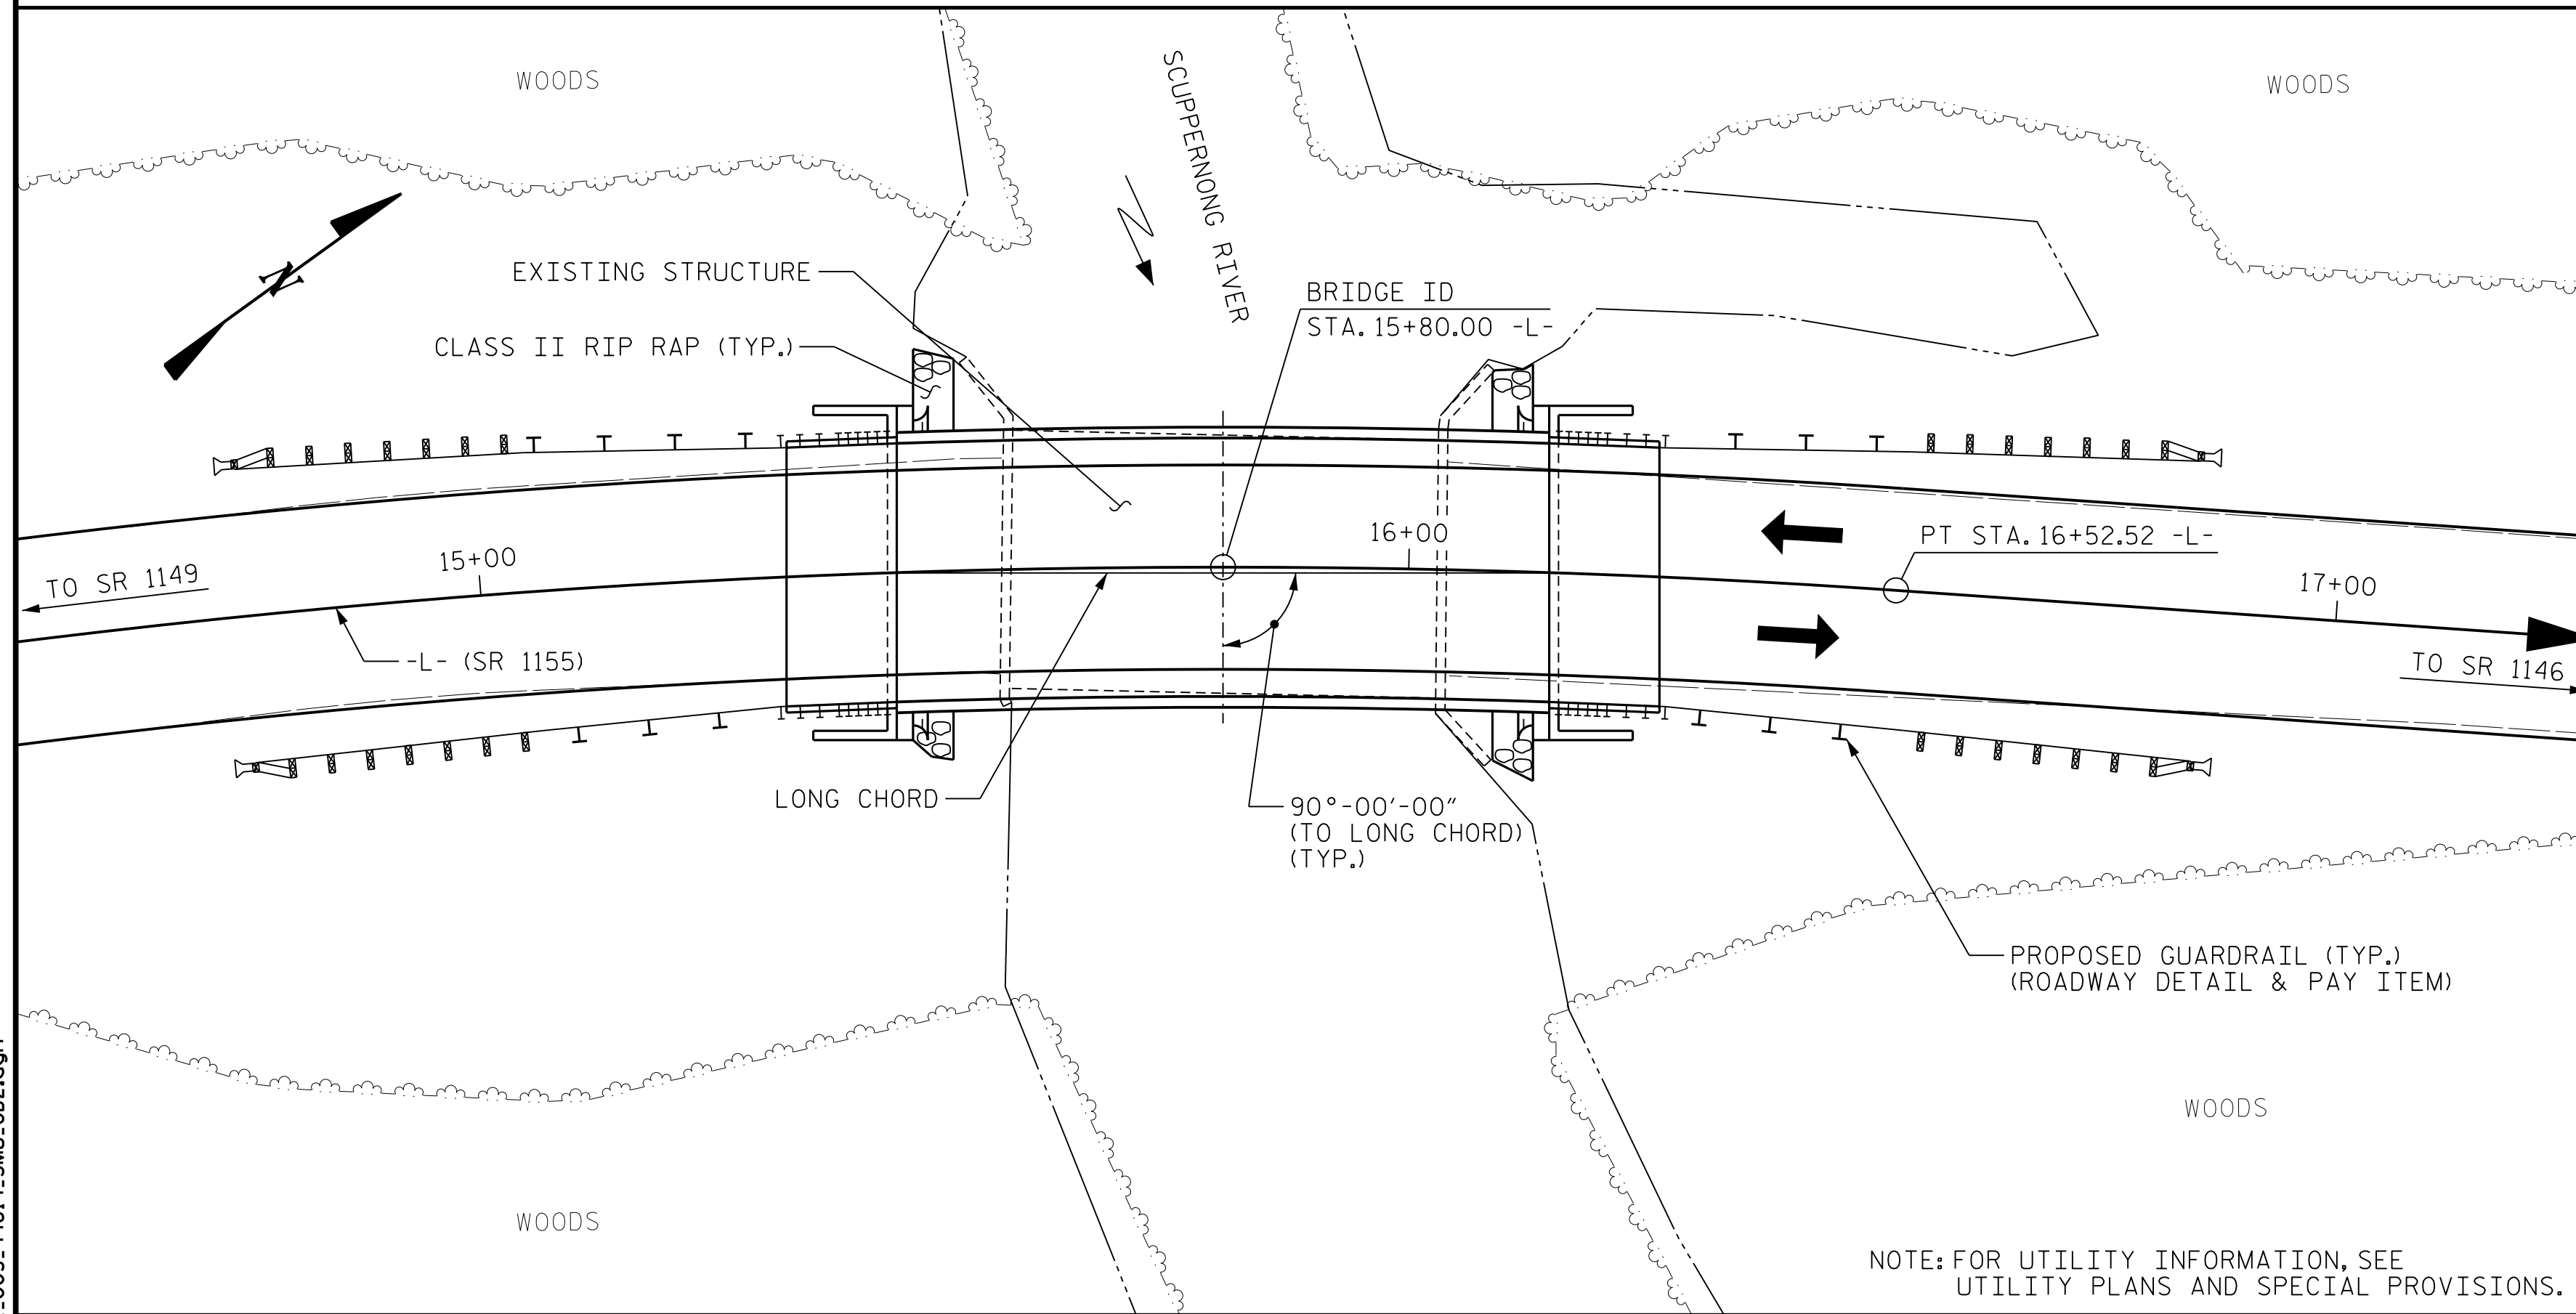 WOODS
WOODS
SCUPPERNONG RIVER
N
EXISTING STRUCTURE
BRIDGE ID
STA. 15+80.00 -L-
CLASS II RIP RAP (TYP.)
16+00
PT STA. 16+52.52 -L-
15+00
TO SR 1149
17+00
-L- (SR 1155)
TO SR 1146
LONG CHORD
90°-00'-00"
(TO LONG CHORD)
(TYP.)
PROPOSED GUARDRAIL (TYP.)
(ROADWAY DETAIL & PAY ITEM)
WOODS
WOODS
NOTE: FOR UTILITY INFORMATION, SEE
UTILITY PLANS AND SPECIAL PROVISIONS.